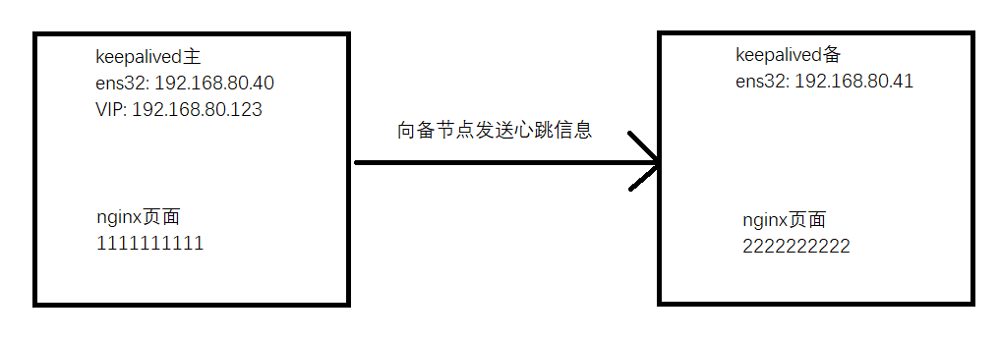 keepalived主
ens32: 192.168.80.40
VIP: 192.168.80.123
nginx页面
1111111111
向备节点发送心跳信息
keepalived备
ens32: 192.168.80.41
nginx页面
2222222222